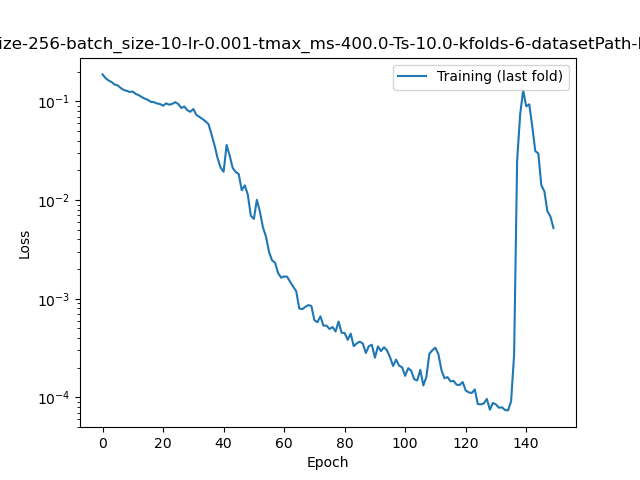 ize-256-batch_size-10-lr-0.001-tmax_ms-400.0-Ts-10.0-kfolds-6-datasetPath-
Training (last fold)
10⁻¹
10⁻²
10⁻³
10⁻⁴
Loss
0 20 40 60 80 100 120 140
Epoch